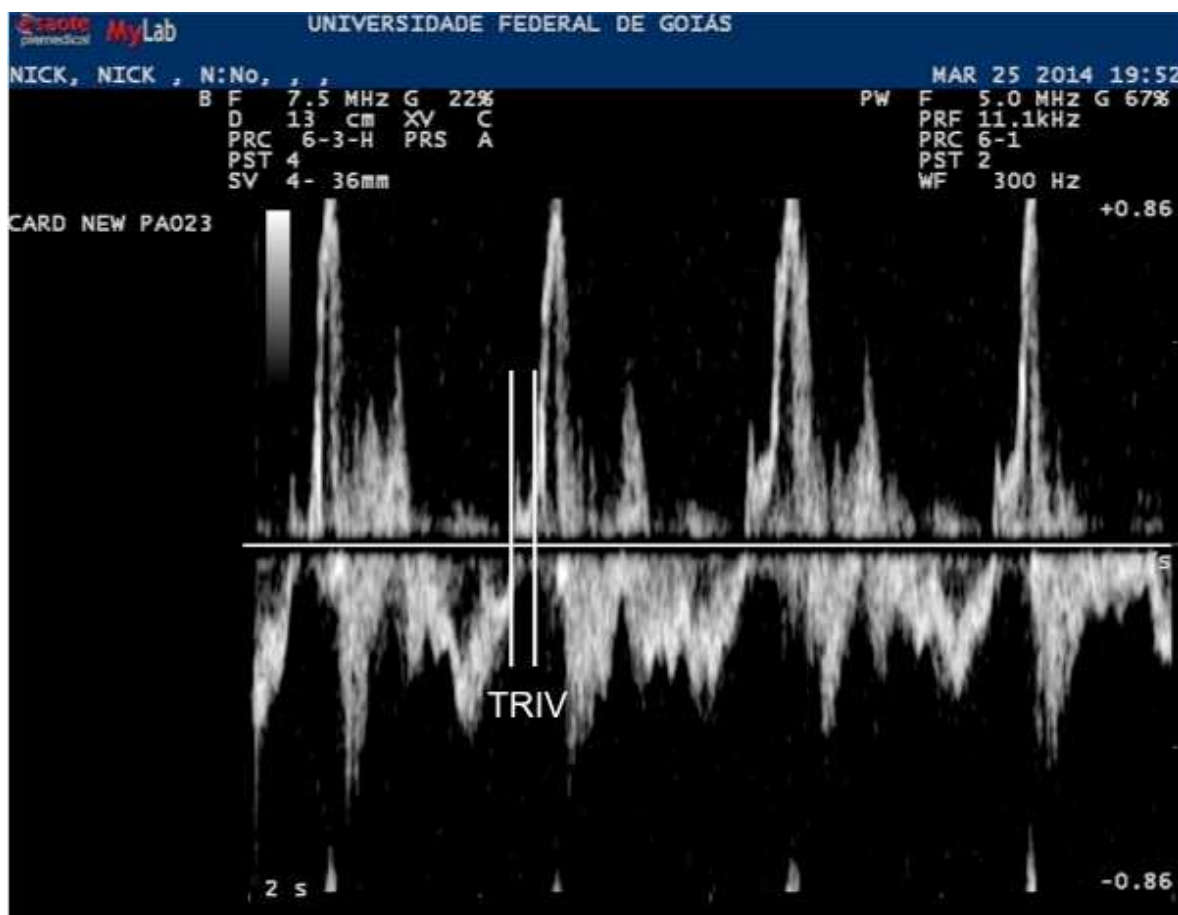 esaote MyLab UNIVERSIDADE FEDERAL DE GOIÁS
piemedical
NICK, NICK , N:No, , , MAR 25 2014 19:52
B F 7.5 MHz G 22% PW F 5.0 MHz G 67%
D 13 cm XV C PRF 11.1kHz
PRC 6-3-H PRS A PRC 6-1
PST 4 PST 2
SV 4- 36mm WF 300 Hz
CARD NEW PA023 +0.86
s
TRIV
2 s -0.86